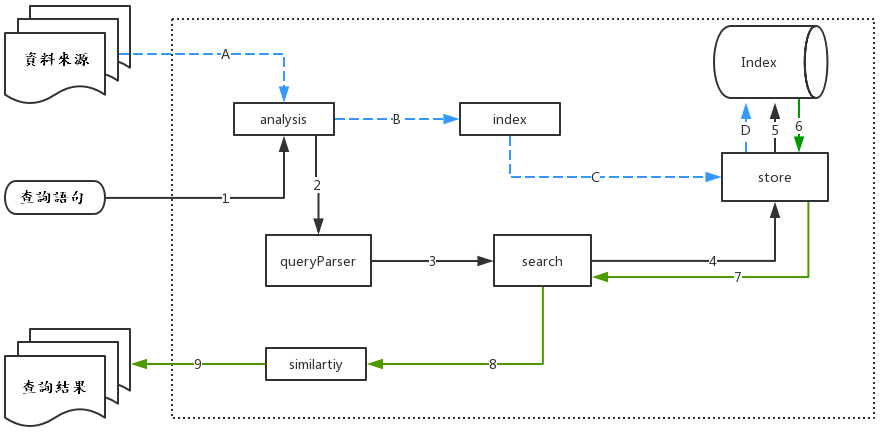 資料來源
A
Index
analysis
B
index
D
5
6
C
store
查詢語句
1
2
queryParser
3
search
4
7
similartiy
8
9
查詢結果